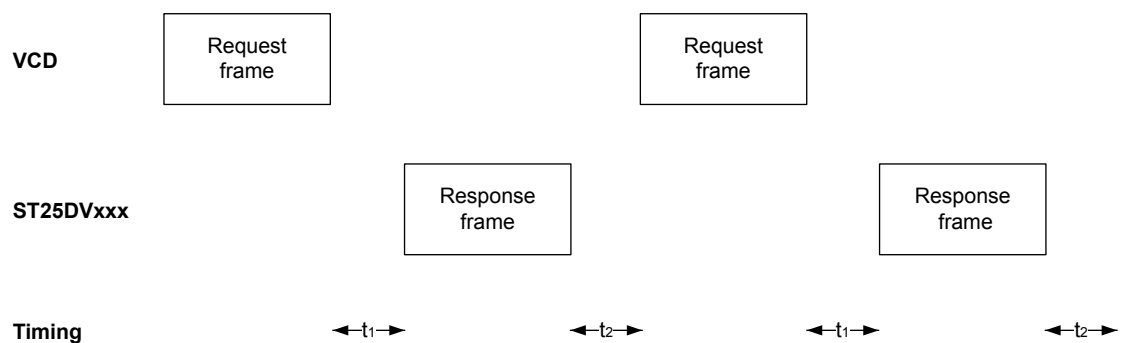 VCD
Request
frame
Request
frame
ST25DVxxx
Response
frame
Response
frame
Timing
t1
t2
t1
t2